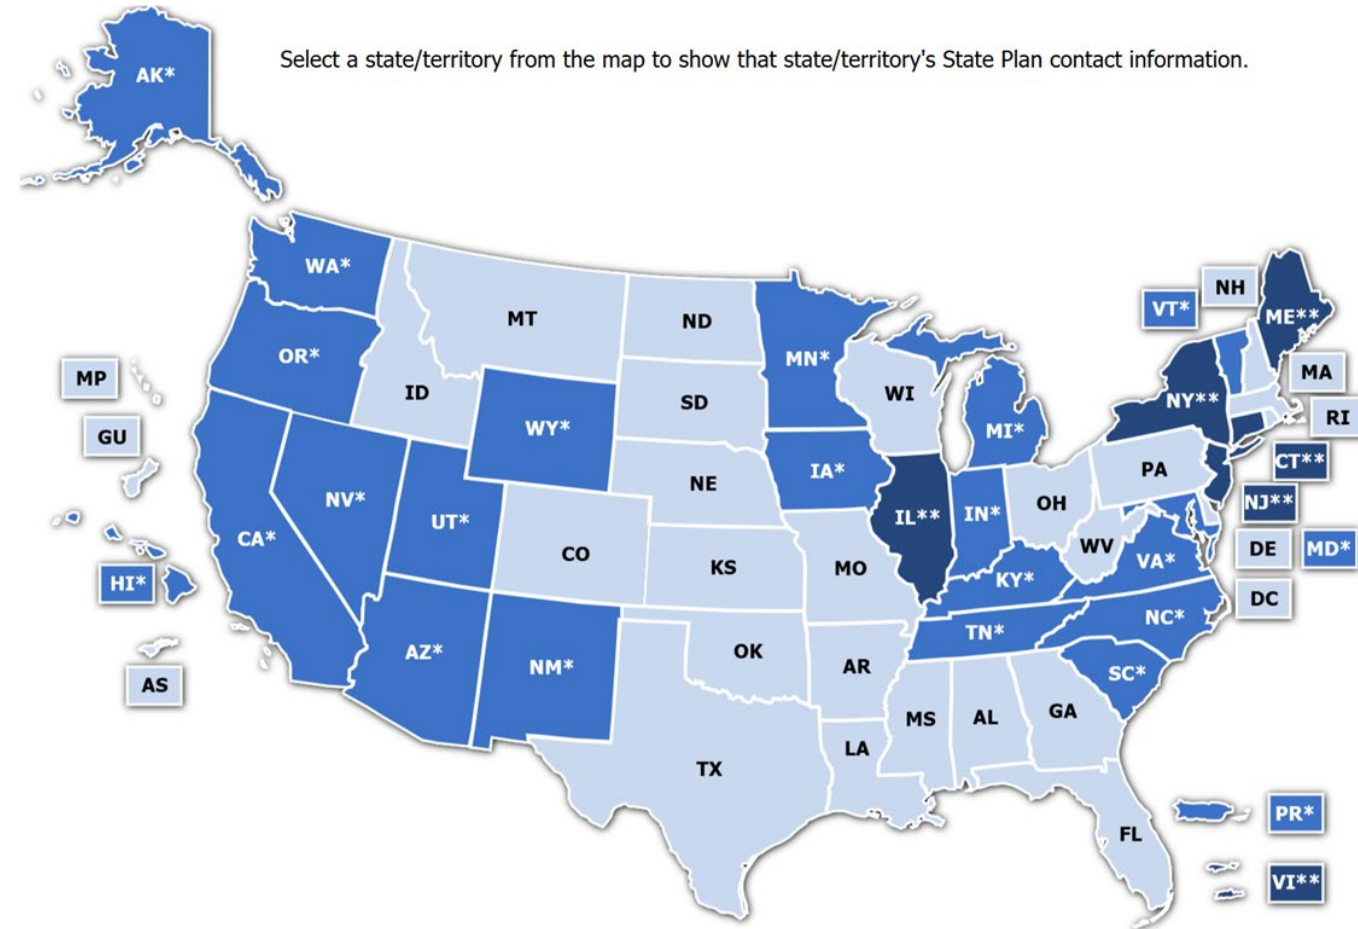 Select a state/territory from the map to show that state/territory's State Plan contact information.
AK*
WA*
MT
ND
MN*
VT*
NH
ME**
OR*
ID
SD
WI
MI*
NY**
MA
RI
MP
GU
WY*
NE
IA*
IL**
IN*
OH
PA
CT**
NJ**
NV*
UT*
CA*
CO
KS
MO
KY*
WV
VA*
DE
MD*
DC
HI*
AS
AZ*
NM*
OK
AR
TN*
NC*
SC*
MS
AL
GA
TX
LA
FL
PR*
VI**